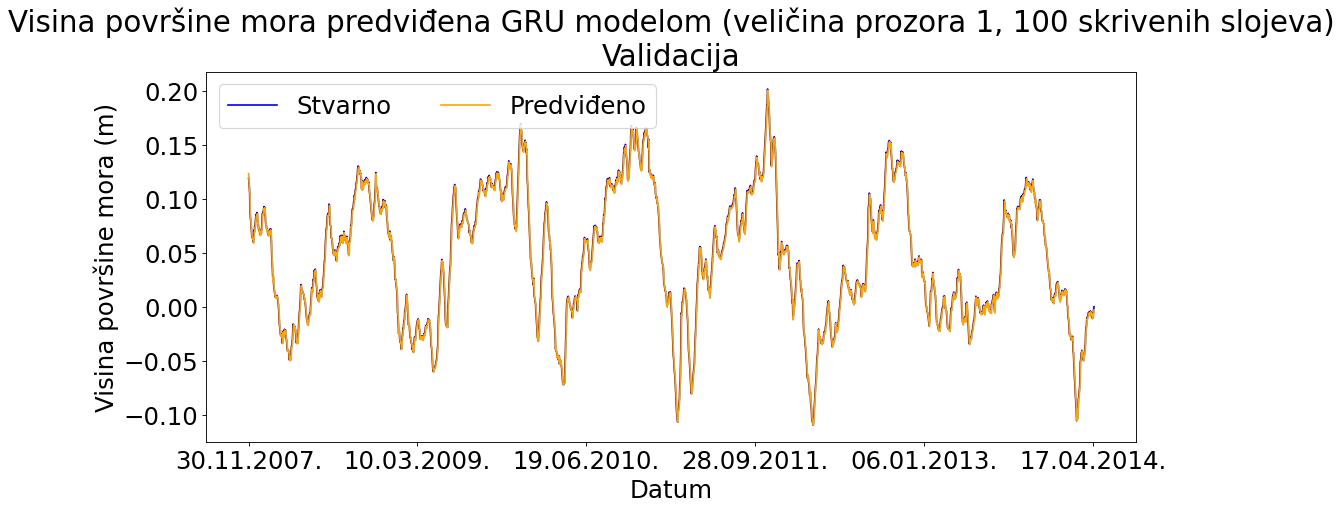 Visina površine mora predviđena GRU modelom (veličina prozora 1, 100 skrivenih slojeva)
Validacija
Stvarno
Predviđeno
Visina površine mora (m)
0.20
0.15
0.10
0.05
0.00
−0.05
−0.10
30.11.2007. 10.03.2009. 19.06.2010. 28.09.2011. 06.01.2013. 17.04.2014.
Datum